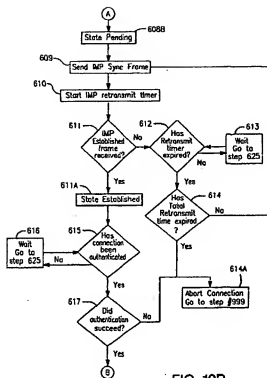 A
608B
State Pending
609
Send IMP Sync Frame
610
Start IMP retransmit timer
611
IMP
Established
frame
received?
No
612
Has
Retransmit
timer
expired?
No
613
Wait
Go to
step 625
Yes
Yes
611A
State Established
614
Has
Total
Retransmit
time expired
?
No
616
Wait
Go to
step 625
No
615
Has
connection
been
authenticated
Yes
Yes
614A
Abort Connection
Go to step #999
617
Did
authentication
succeed?
No
Yes
B
FIG. 10B